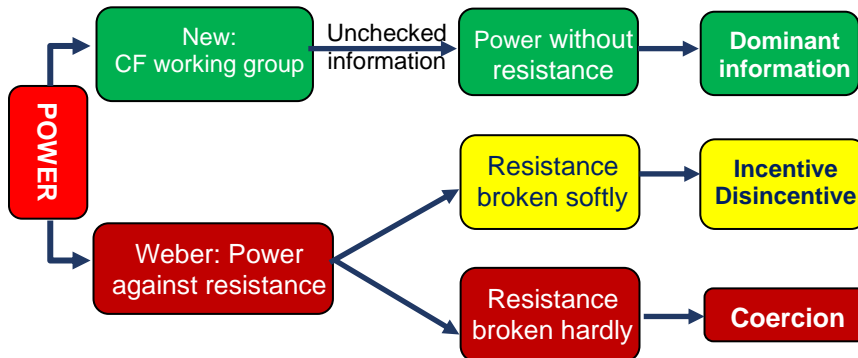 POWER
New:
CF working group
Unchecked
information
Power without
resistance
Dominant
information
Weber: Power
against resistance
Resistance
broken softly
Incentive
Disincentive
Resistance
broken hardly
Coercion